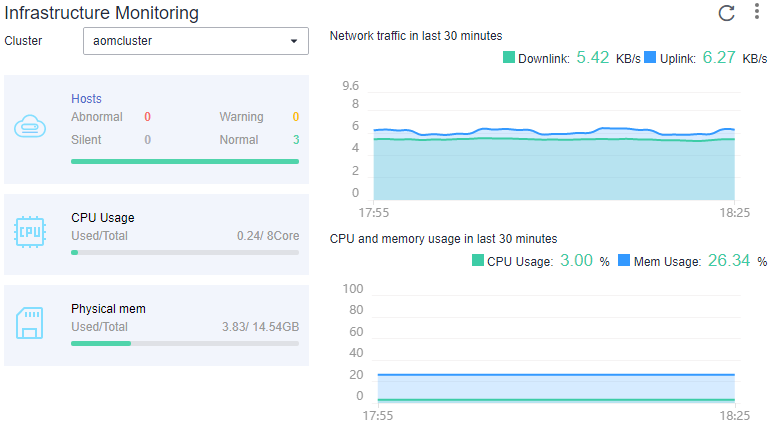 Infrastructure Monitoring
Cluster aomcluster
Hosts
Abnormal 0 Warning 0
Silent 0 Normal 3
CPU
CPU Usage
Used/Total 0.24/ 8Core
Physical mem
Used/Total 3.83/ 14.54GB
Network traffic in last 30 minutes
Downlink: 5.42 KB/s Uplink: 6.27 KB/s
9.6
8
6
4
2
0
17:55 18:25
CPU and memory usage in last 30 minutes
CPU Usage: 3.00 % Mem Usage: 26.34 %
100
80
60
40
20
0
17:55 18:25